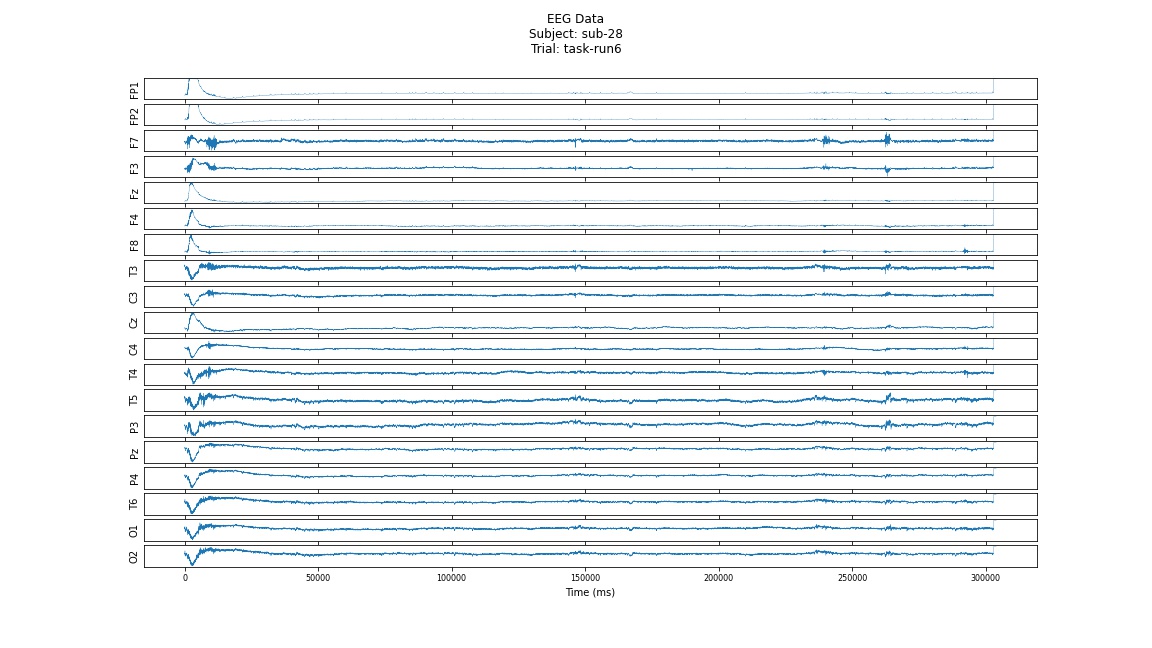 EEG Data
Subject: sub-28
Trial: task-run6
FP1
FP2
F7
F3
Fz
F4
F8
T3
C3
Cz
C4
T4
T5
P3
Pz
P4
T6
O1
O2
0 50000 100000 150000 200000 250000 300000
Time (ms)